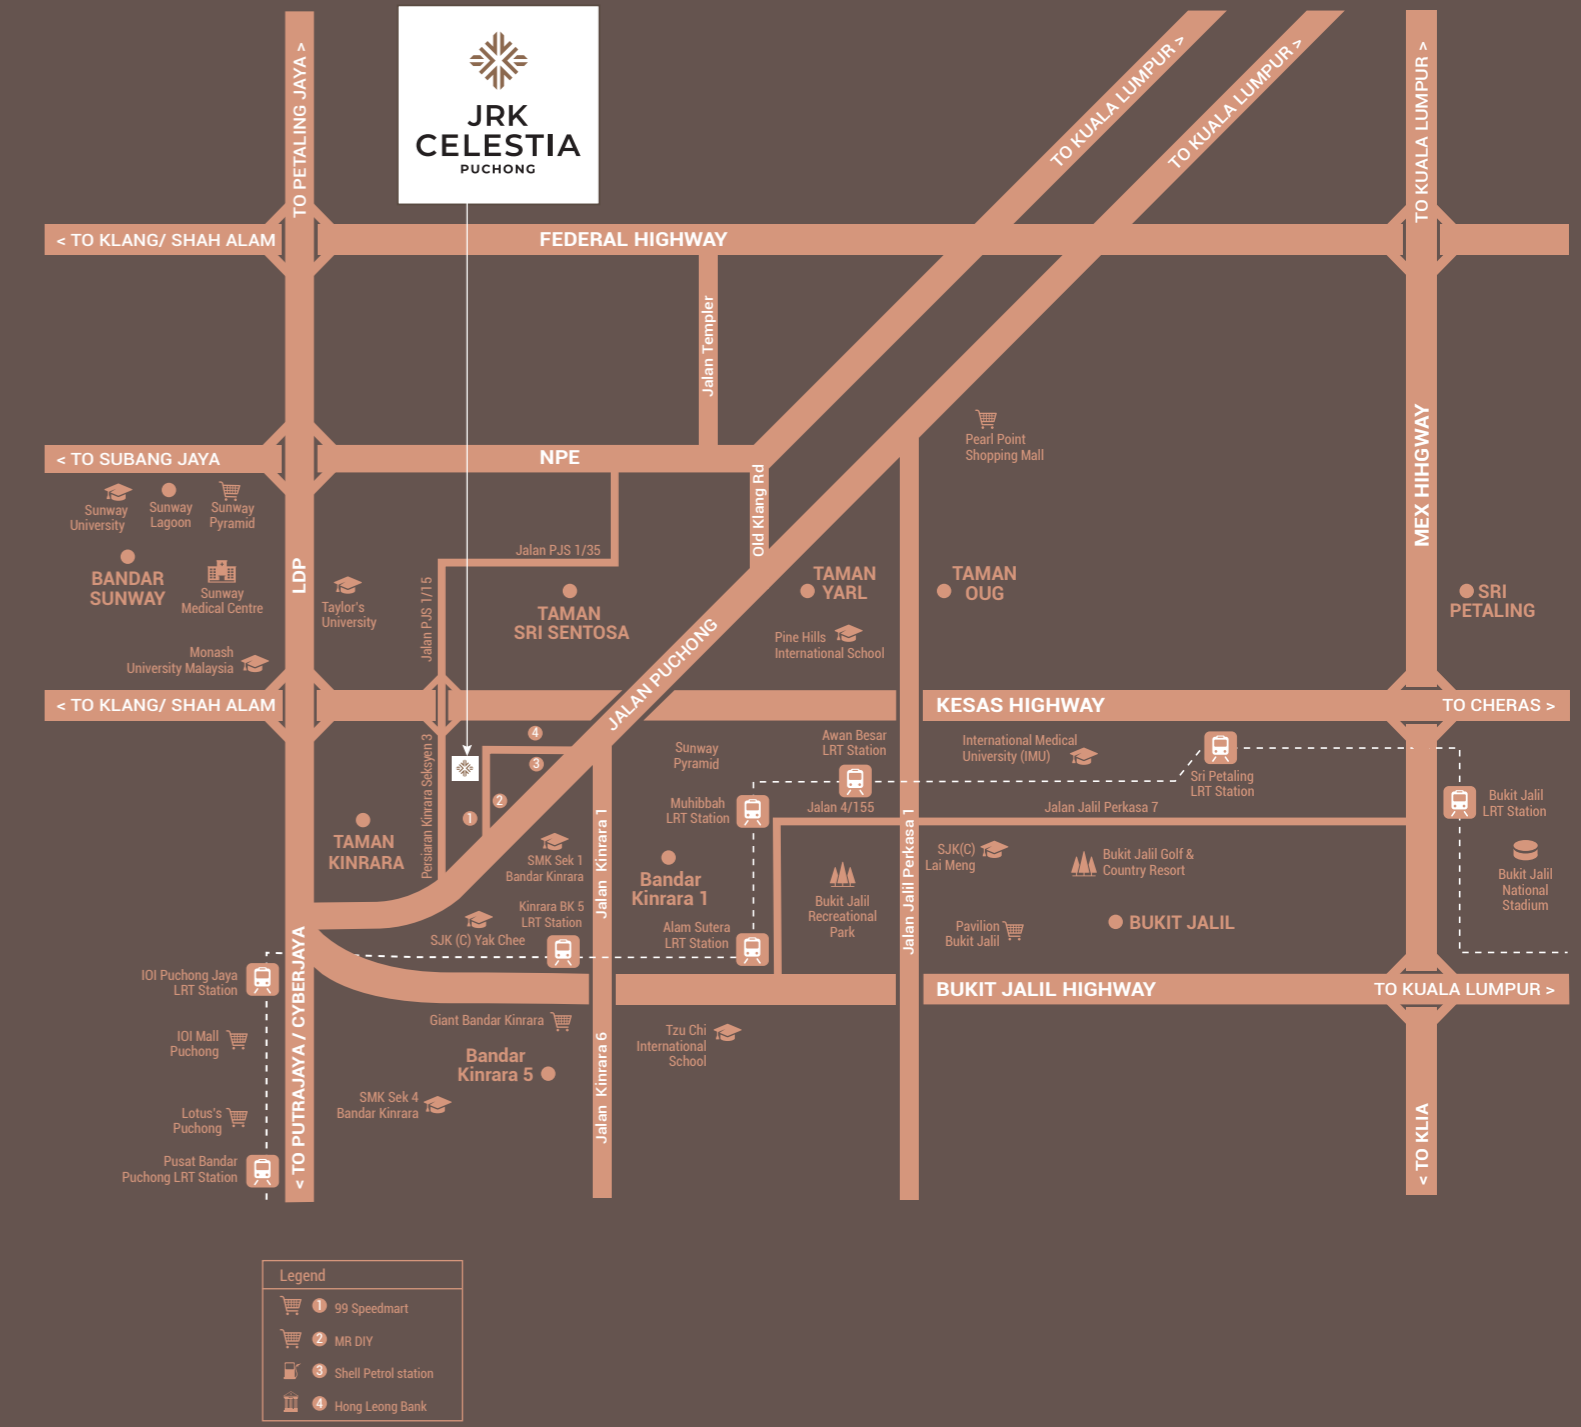 JRK
CELESTIA
PUCHONG
TO PETALING JAYA >
TO KUALA LUMPUR >
TO KUALA LUMPUR >
TO KUALA LUMPUR >
< TO KLANG/ SHAH ALAM
FEDERAL HIGHWAY
Jalan Templer
Pearl Point
Shopping Mall
MEX HIHGWAY
< TO SUBANG JAYA
NPE
Old Klang Rd
Sunway
University
Sunway
Lagoon
Sunway
Pyramid
LDP
BANDAR
SUNWAY
Sunway
Medical Centre
Taylor's
University
Monash
University Malaysia
Jalan PJS 1/35
Jalan PJS 1/15
TAMAN
SRI SENTOSA
JALAN PUCHONG
TAMAN
YARL
TAMAN
OUG
SRI
PETALING
Pine Hills
International School
< TO KLANG/ SHAH ALAM
KESAS HIGHWAY
TO CHERAS >
Persiaran Kinrara Seksyen 3
4
3
2
1
Sunway
Pyramid
Awan Besar
LRT Station
International Medical
University (IMU)
Sri Petaling
LRT Station
Muhibbah
LRT Station
Jalan 4/155
Jalan Jalil Perkasa 7
Bukit Jalil
LRT Station
TAMAN
KINRARA
SMK Sek 1
Bandar Kinrara
Jalan Kinrara 1
Bandar
Kinrara 1
Jalan Jalil Perkasa 1
SJK(C)
Lai Meng
Bukit Jalil Golf &
Country Resort
Bukit Jalil
National
Stadium
Bukit Jalil
Recreational
Park
Kinrara BK 5
LRT Station
SJK (C) Yak Chee
Alam Sutera
LRT Station
Pavilion
Bukit Jalil
BUKIT JALIL
IOI Puchong Jaya
LRT Station
< TO PUTRAJAYA / CYBERJAYA
BUKIT JALIL HIGHWAY
TO KUALA LUMPUR >
IOI Mall
Puchong
Giant Bandar Kinrara
Tzu Chi
International
School
Bandar
Kinrara 5
Jalan Kinrara 6
SMK Sek 4
Bandar Kinrara
Lotus's
Puchong
Pusat Bandar
Puchong LRT Station
< TO KLIA
Legend
1 99 Speedmart
2 MR DIY
3 Shell Petrol station
4 Hong Leong Bank